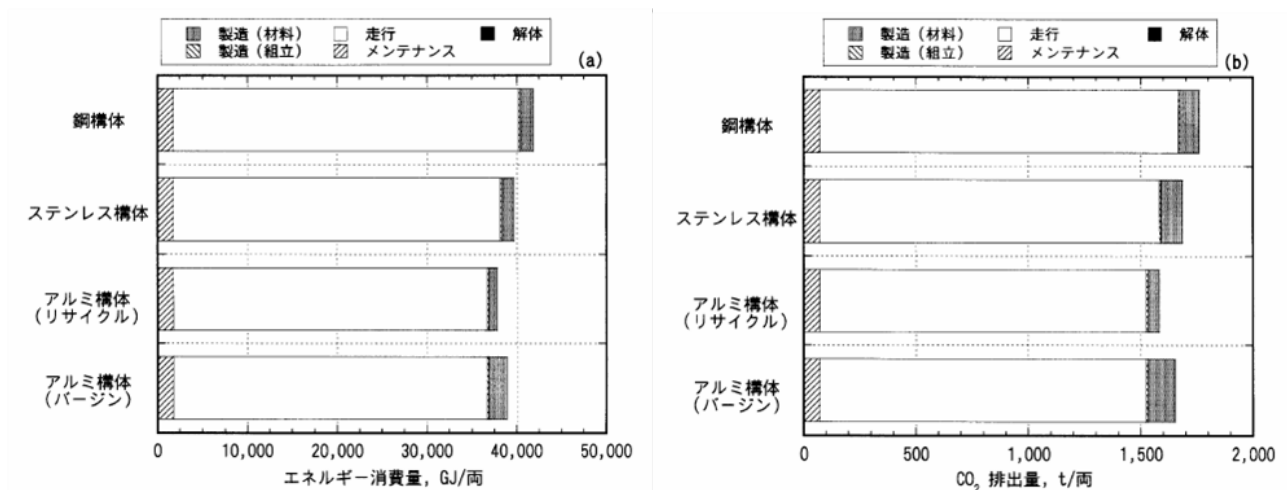 製造（材料） 走行 解体
製造（組立） メンテナンス
(a)
鋼構体
ステンレス構体
アルミ構体
（リサイクル）
アルミ構体
（バージン）
0 10,000 20,000 30,000 40,000 50,000
エネルギー消費量, GJ/両
製造（材料） 走行 解体
製造（組立） メンテナンス
(b)
鋼構体
ステンレス構体
アルミ構体
（リサイクル）
アルミ構体
（バージン）
0 500 1,000 1,500 2,000
CO₂ 排出量, t/両